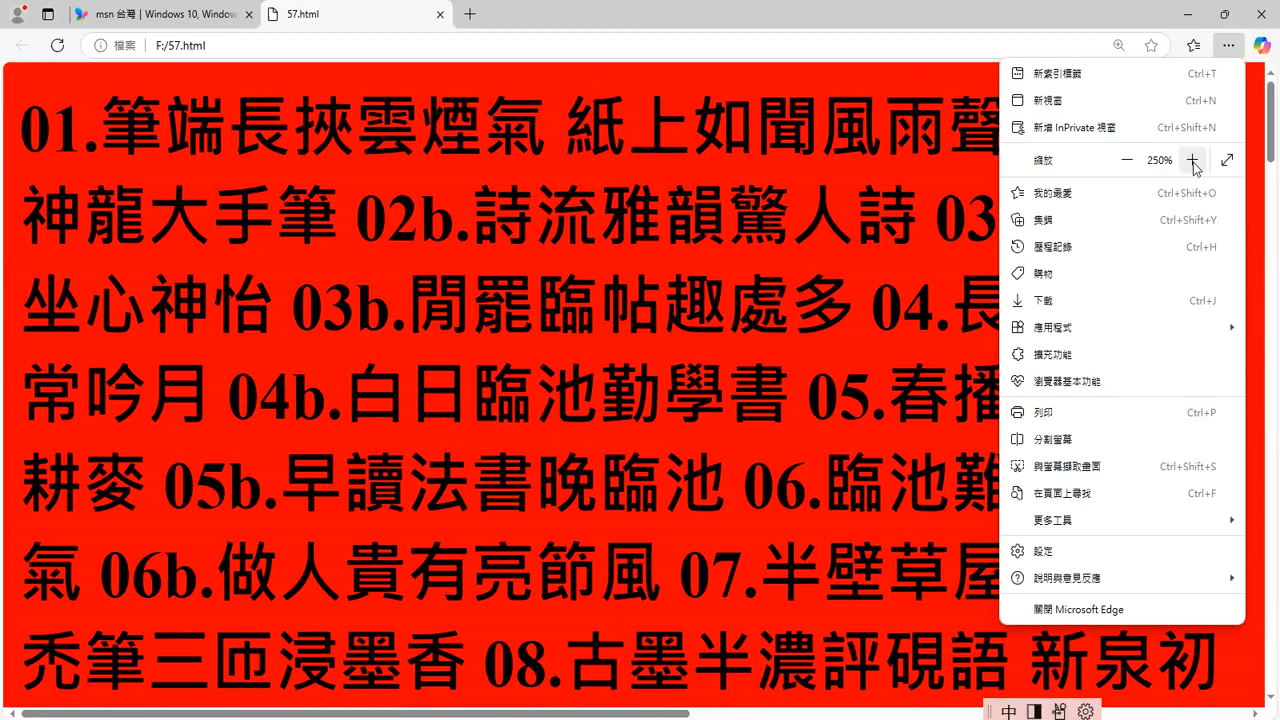 msn 台灣 | Windows 10, Window
57.html
檔案 F:/57.html
01.筆端長挾雲煙氣 紙上如聞風雨聲
神龍大手筆 02b.詩流雅韻驚人詩 03
坐心神怡 03b.閒罷臨帖趣處多 04.長
常吟月 04b.白日臨池勤學書 05.春播
耕麥 05b.早讀法書晚臨池 06.臨池難
氣 06b.做人貴有亮節風 07.半壁草屋
禿筆三匝浸墨香 08.古墨半濃評硯語 新泉初
新索引標籤 Ctrl+T
新視窗 Ctrl+N
新增 InPrivate 視窗 Ctrl+Shift+N
縮放 250%
我的最愛 Ctrl+Shift+O
集錦 Ctrl+Shift+Y
歷程記錄 Ctrl+H
購物
下載 Ctrl+J
應用程式
擴充功能
瀏覽器基本功能
列印 Ctrl+P
分割螢幕
與螢幕擷取畫面 Ctrl+Shift+S
在頁面上尋找 Ctrl+F
更多工具
設定
說明與意見反應
關閉 Microsoft Edge
中